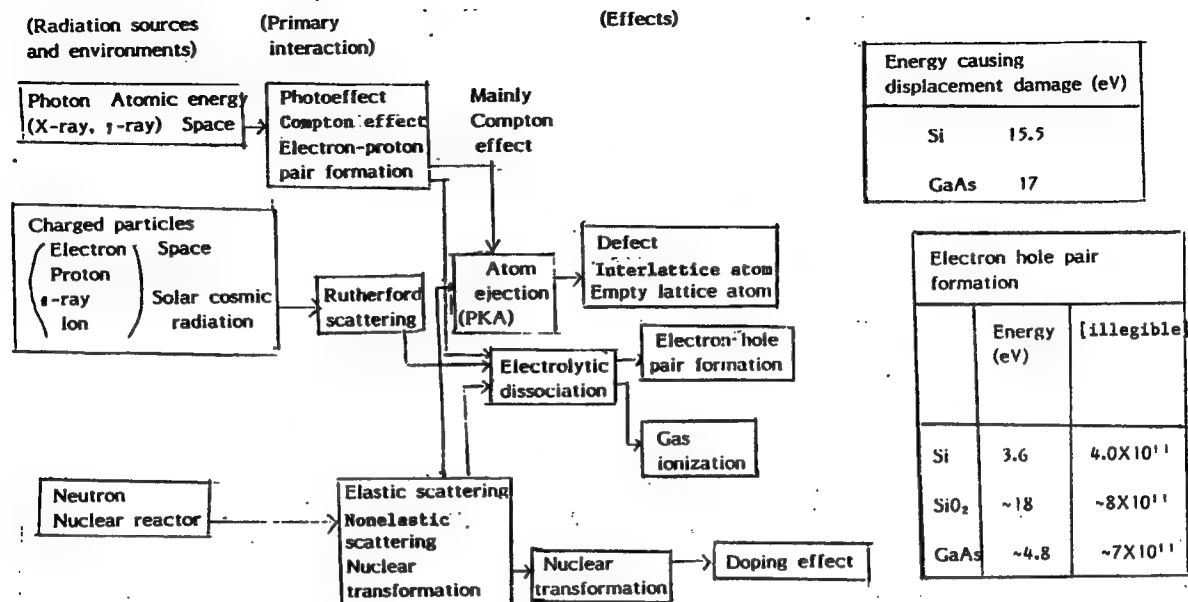 (Radiation sources
and environments)
(Primary
interaction)
(Effects)
Photon Atomic energy
(X-ray, γ-ray) Space
Photoeffect
Compton effect
Electron-proton
pair formation
Mainly
Compton
effect
Charged particles
Electron Space
Proton
-ray Solar cosmic
Ion radiation
Rutherford
scattering
Atom
ejection
(PKA)
Defect
Interlattice atom
Empty lattice atom
Electrolytic
dissociation
Electron-hole
pair formation
Gas
ionization
Neutron
Nuclear reactor
Elastic scattering
Nonelastic
scattering
Nuclear
transformation
Nuclear
transformation
Doping effect
Energy causing
displacement damage (eV)
Si 15.5
GaAs 17
Electron hole pair
formation
Energy [illegible]
(eV)
Si 3.6 4.0X10¹¹
SiO₂ ~18 ~8X10¹¹
GaAs ~4.8 ~7X10¹¹